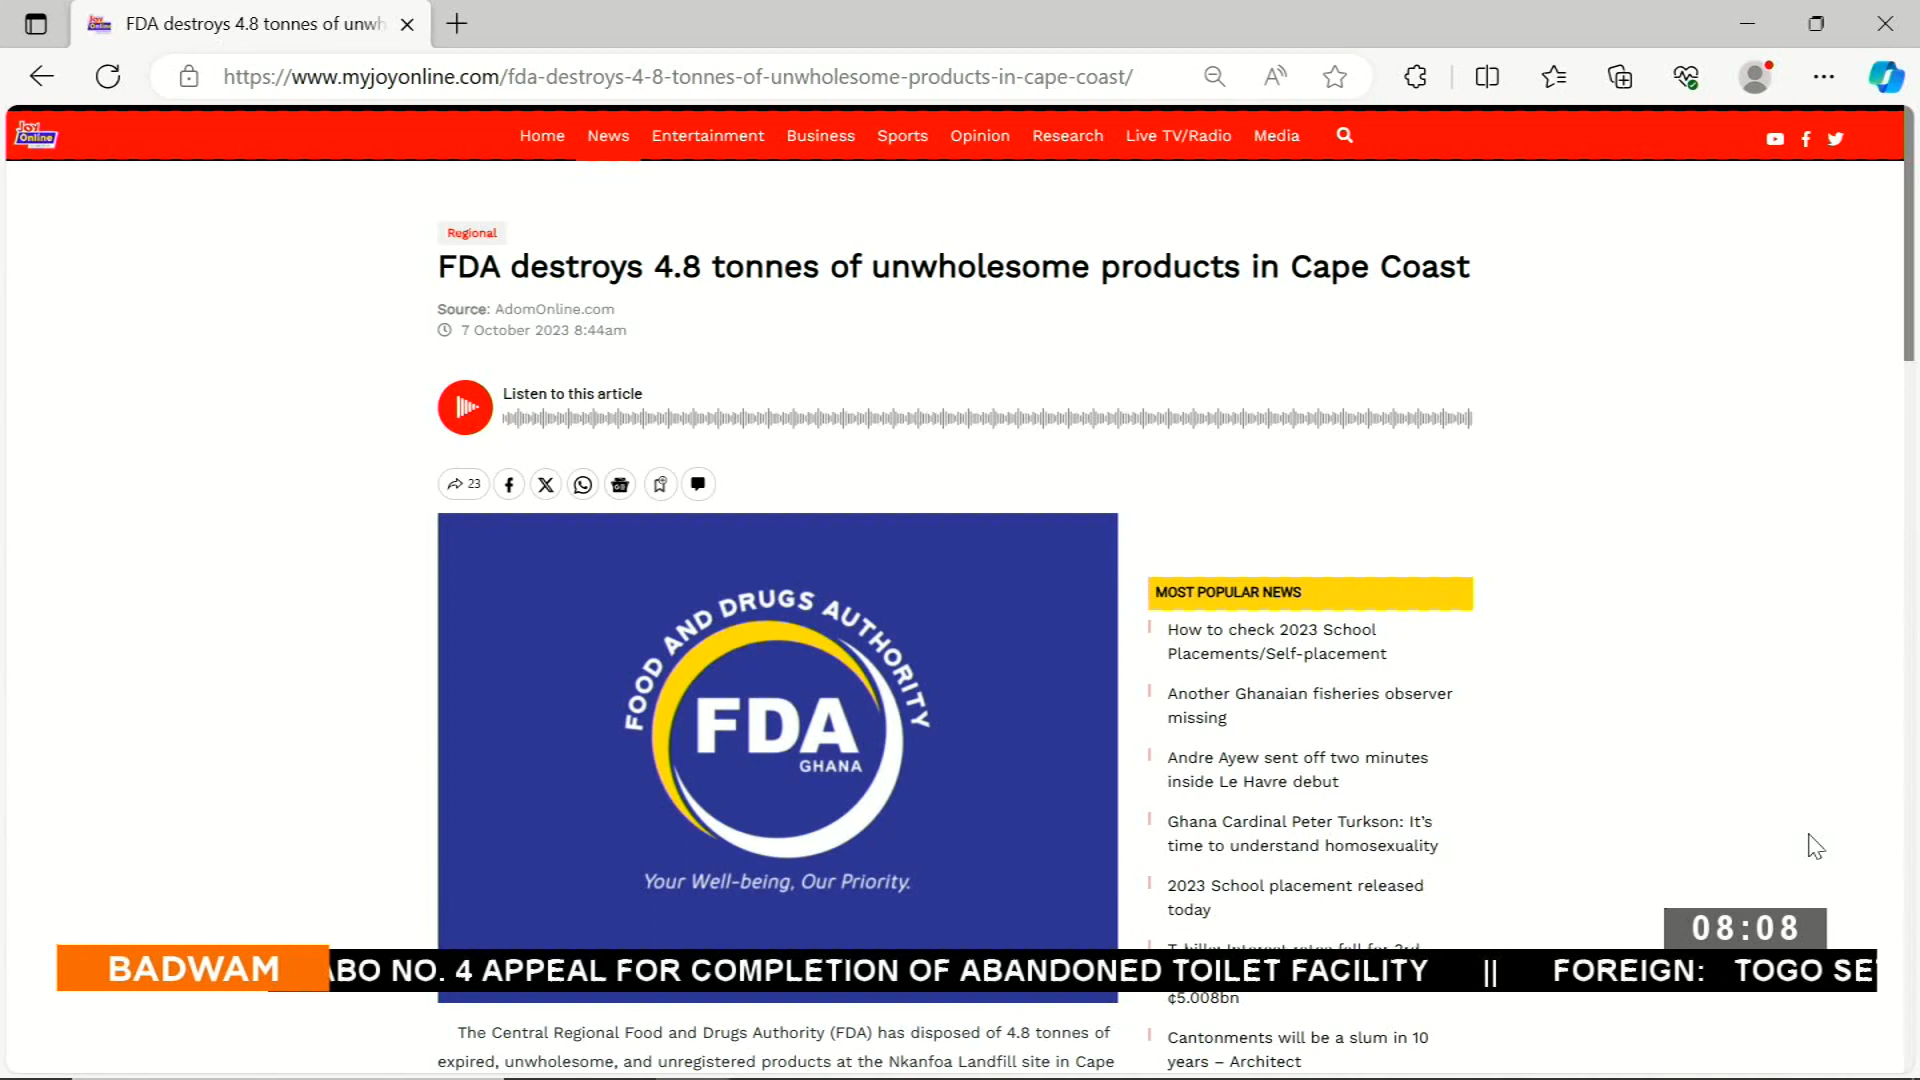 FDA destroys 4.8 tonnes of unwh
https://www.myjoyonline.com/fda-destroys-4-8-tonnes-of-unwholesome-products-in-cape-coast/
Joy
Online
Home News Entertainment Business Sports Opinion Research Live TV/Radio Media
Regional
FDA destroys 4.8 tonnes of unwholesome products in Cape Coast
Source: AdomOnline.com
7 October 2023 8:44am
Listen to this article
23
FOOD AND DRUGS AUTHORITY
FDA
GHANA
Your Well-being, Our Priority.
MOST POPULAR NEWS
How to check 2023 School
Placements/Self-placement
Another Ghanaian fisheries observer
missing
Andre Ayew sent off two minutes
inside Le Havre debut
Ghana Cardinal Peter Turkson: It's
time to understand homosexuality
2023 School placement released
today
08:08
BADWAM
ABO NO. 4 APPEAL FOR COMPLETION OF ABANDONED TOILET FACILITY || FOREIGN: TOGO SE
¢5.008bn
The Central Regional Food and Drugs Authority (FDA) has disposed of 4.8 tonnes of
expired, unwholesome, and unregistered products at the Nkanfoa Landfill site in Cape
Cantonments will be a slum in 10
years – Architect